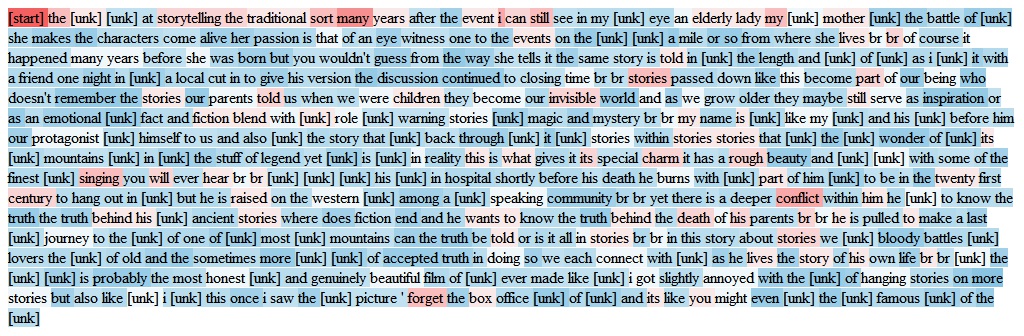 [start] the [unk] [unk] at storytelling the traditional sort many years after the event i can still see in my [unk] eye an elderly lady my [unk] mother [unk] the battle of [unk]
she makes the characters come alive her passion is that of an eye witness one to the events on the [unk] [unk] a mile or so from where she lives br br of course it
happened many years before she was born but you wouldn't guess from the way she tells it the same story is told in [unk] the length and [unk] of [unk] as i [unk] it with
a friend one night in [unk] a local cut in to give his version the discussion continued to closing time br br stories passed down like this become part of our being who
doesn't remember the stories our parents told us when we were children they become our invisible world and as we grow older they maybe still serve as inspiration or
as an emotional [unk] fact and fiction blend with [unk] role [unk] warning stories [unk] magic and mystery br br my name is [unk] like my [unk] and his [unk] before him
our protagonist [unk] himself to us and also [unk] the story that [unk] back through [unk] it [unk] stories within stories stories that [unk] the [unk] wonder of [unk] its
[unk] mountains [unk] in [unk] the stuff of legend yet [unk] is [unk] in reality this is what gives it its special charm it has a rough beauty and [unk] [unk] with some of the
finest [unk] singing you will ever hear br br [unk] [unk] [unk] his [unk] in hospital shortly before his death he burns with [unk] part of him [unk] to be in the twenty first
century to hang out in [unk] but he is raised on the western [unk] among a [unk] speaking community br br yet there is a deeper conflict within him he [unk] to know the
truth the truth behind his [unk] ancient stories where does fiction end and he wants to know the truth behind the death of his parents br br he is pulled to make a last
[unk] journey to the [unk] of one of [unk] most [unk] mountains can the truth be told or is it all in stories br br in this story about stories we [unk] bloody battles [unk]
lovers the [unk] of old and the sometimes more [unk] [unk] of accepted truth in doing so we each connect with [unk] as he lives the story of his own life br br [unk] the
[unk] [unk] is probably the most honest [unk] and genuinely beautiful film of [unk] ever made like [unk] i got slightly annoyed with the [unk] of hanging stories on more
stories but also like [unk] i [unk] this once i saw the [unk] picture ' forget the box office [unk] of [unk] and its like you might even [unk] the [unk] famous [unk] of the
[unk]